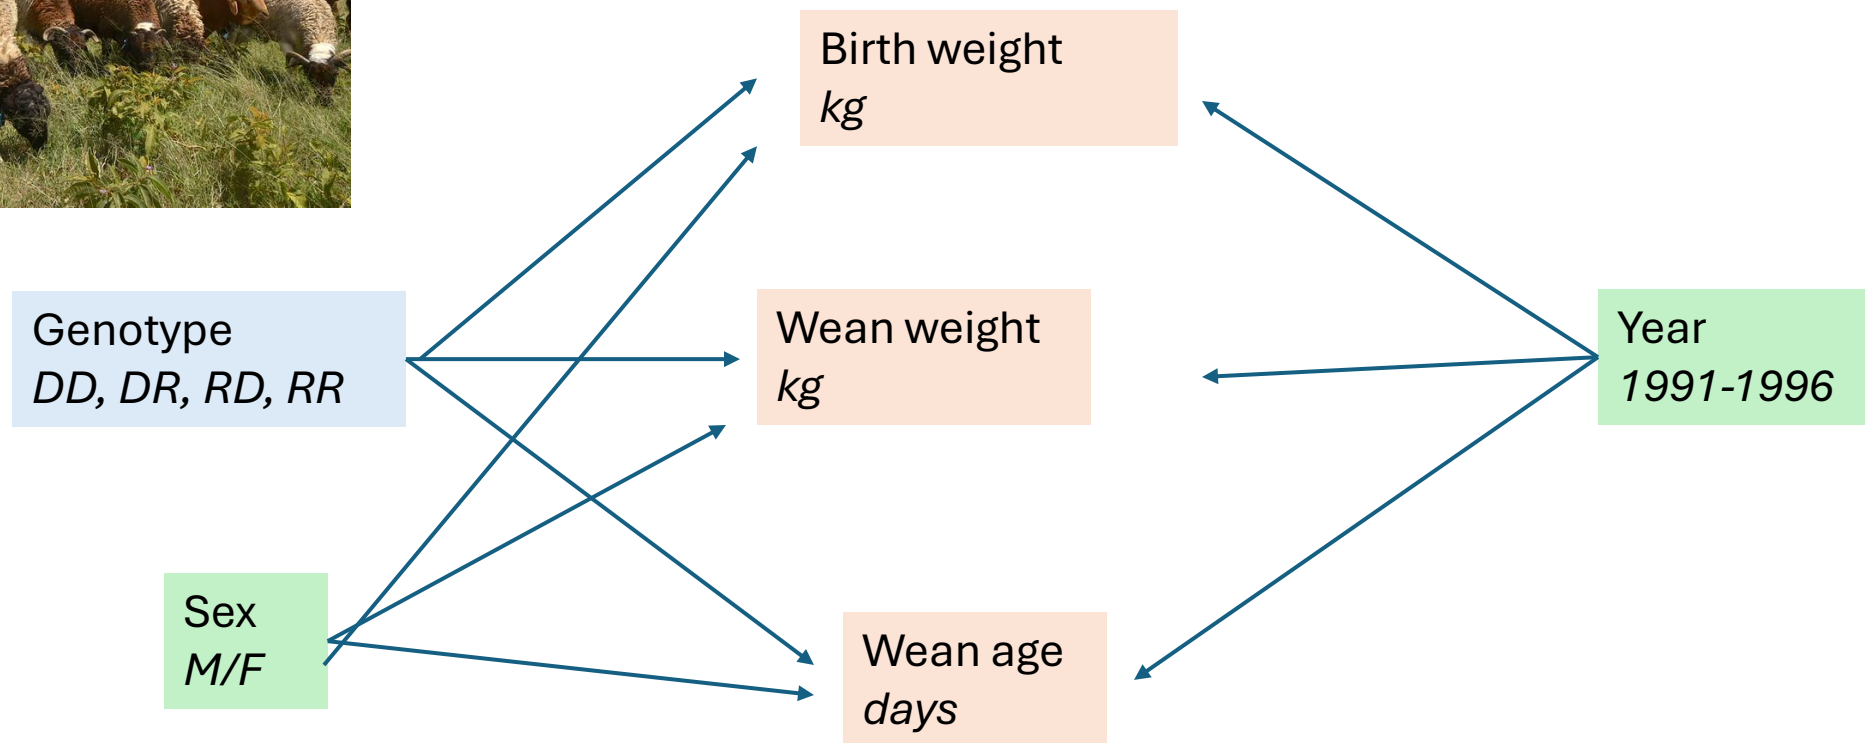 Birth weight
kg
Genotype
DD, DR, RD, RR
Wean weight
kg
Year
1991-1996
Sex
M/F
Wean age
days